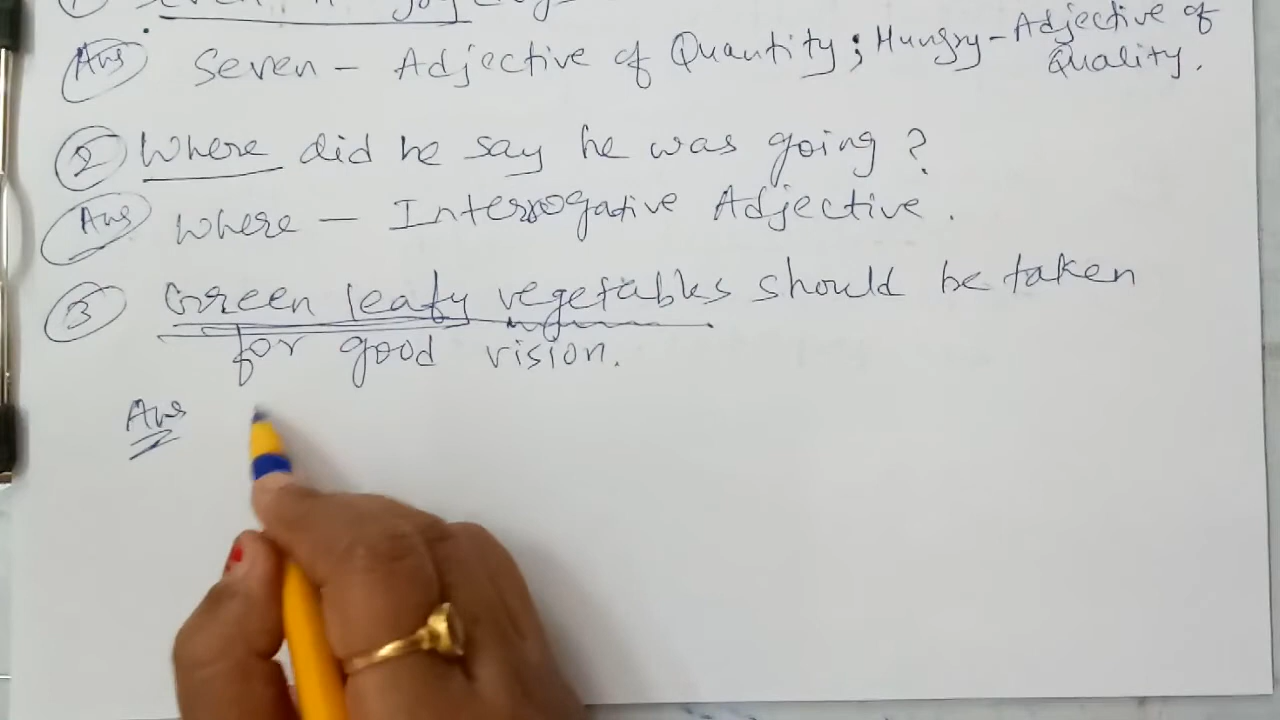 Ans Seven - Adjective of Quantity; Hungry - Adjective of Quality.
2 Where did he say he was going?
Ans Where - Interrogative Adjective.
3 Green leafy vegetables should be taken
for good vision.
Ans